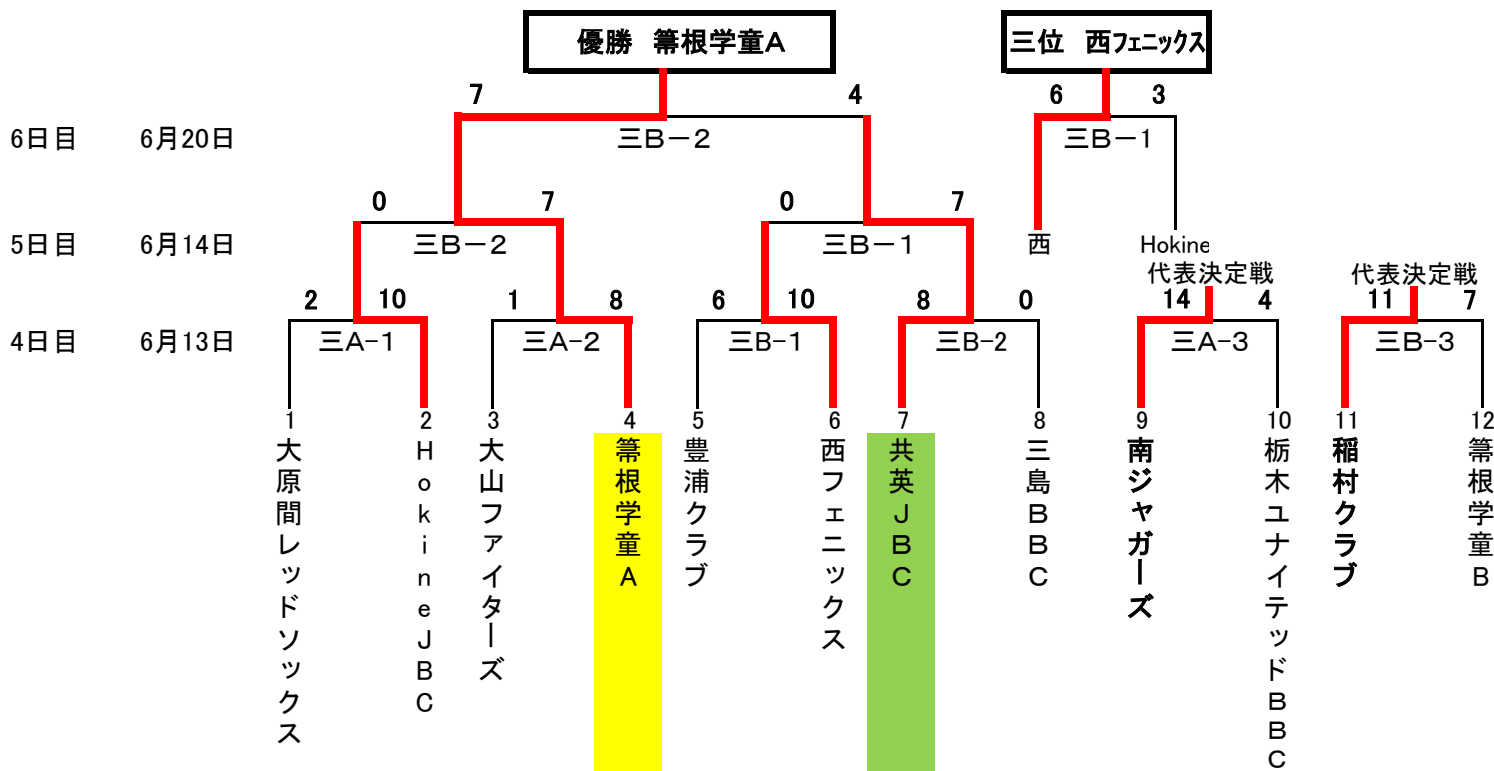 優勝 箒根学童A
三位 西フェニックス
7 4 6 3
6日目 6月20日 三B-2 三B-1
0 7 0 7
5日目 6月14日 三B-2 三B-1 西 Hokine
代表決定戦 代表決定戦
2 10 1 8 6 10 8 0 14 4 11 7
4日目 6月13日 三A-1 三A-2 三B-1 三B-2 三A-3 三B-3
1 2 3 4 5 6 7 8 9 10 11 12
大原間レッドソックス
HokineJBC
大山ファイターズ
箒根学童A
豊浦クラブ
西フェニックス
共英JBC
三島BBC
南ジャガーズ
栃木ユナイテッドBBC
稲村クラブ
箒根学童B